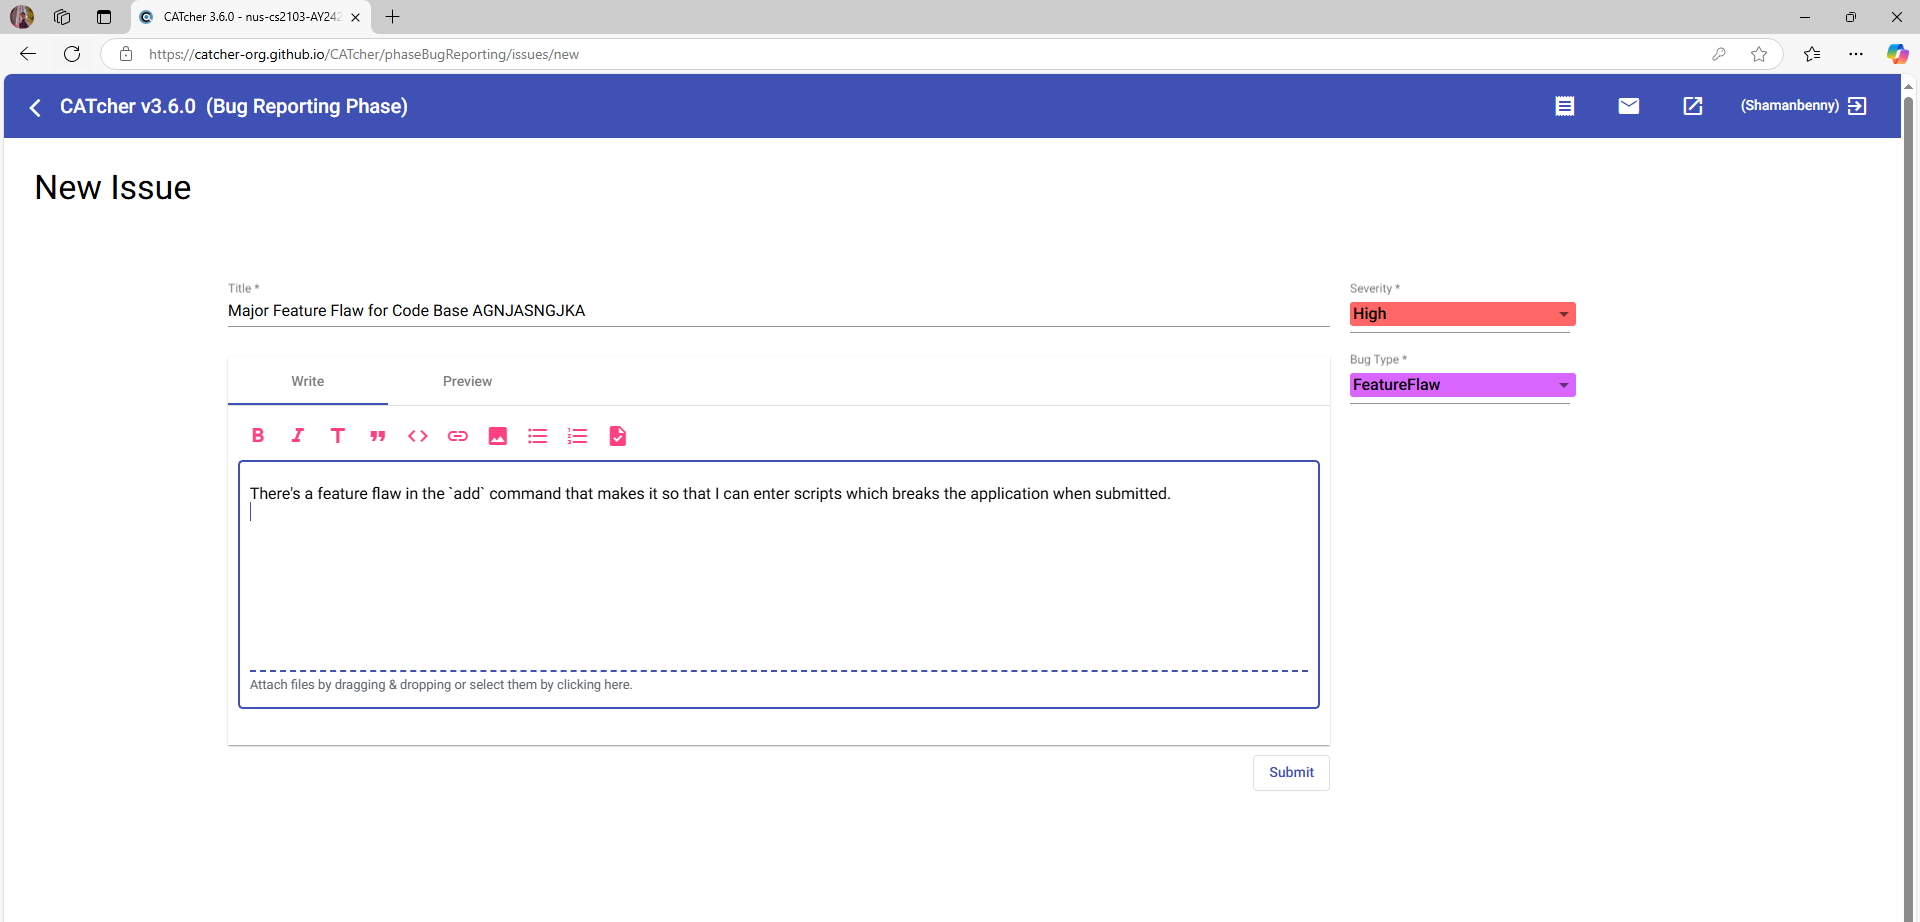 CATcher 3.6.0 - nus-cs2103-AY242
https://catcher-org.github.io/CATcher/phaseBugReporting/issues/new
CATcher v3.6.0 (Bug Reporting Phase)
(Shamanbenny)
New Issue
Title *
Major Feature Flaw for Code Base AGNJASNGJKA
Severity *
High
Bug Type *
FeatureFlaw
Write
Preview
There's a feature flaw in the `add` command that makes it so that I can enter scripts which breaks the application when submitted.
Attach files by dragging & dropping or select them by clicking here.
Submit